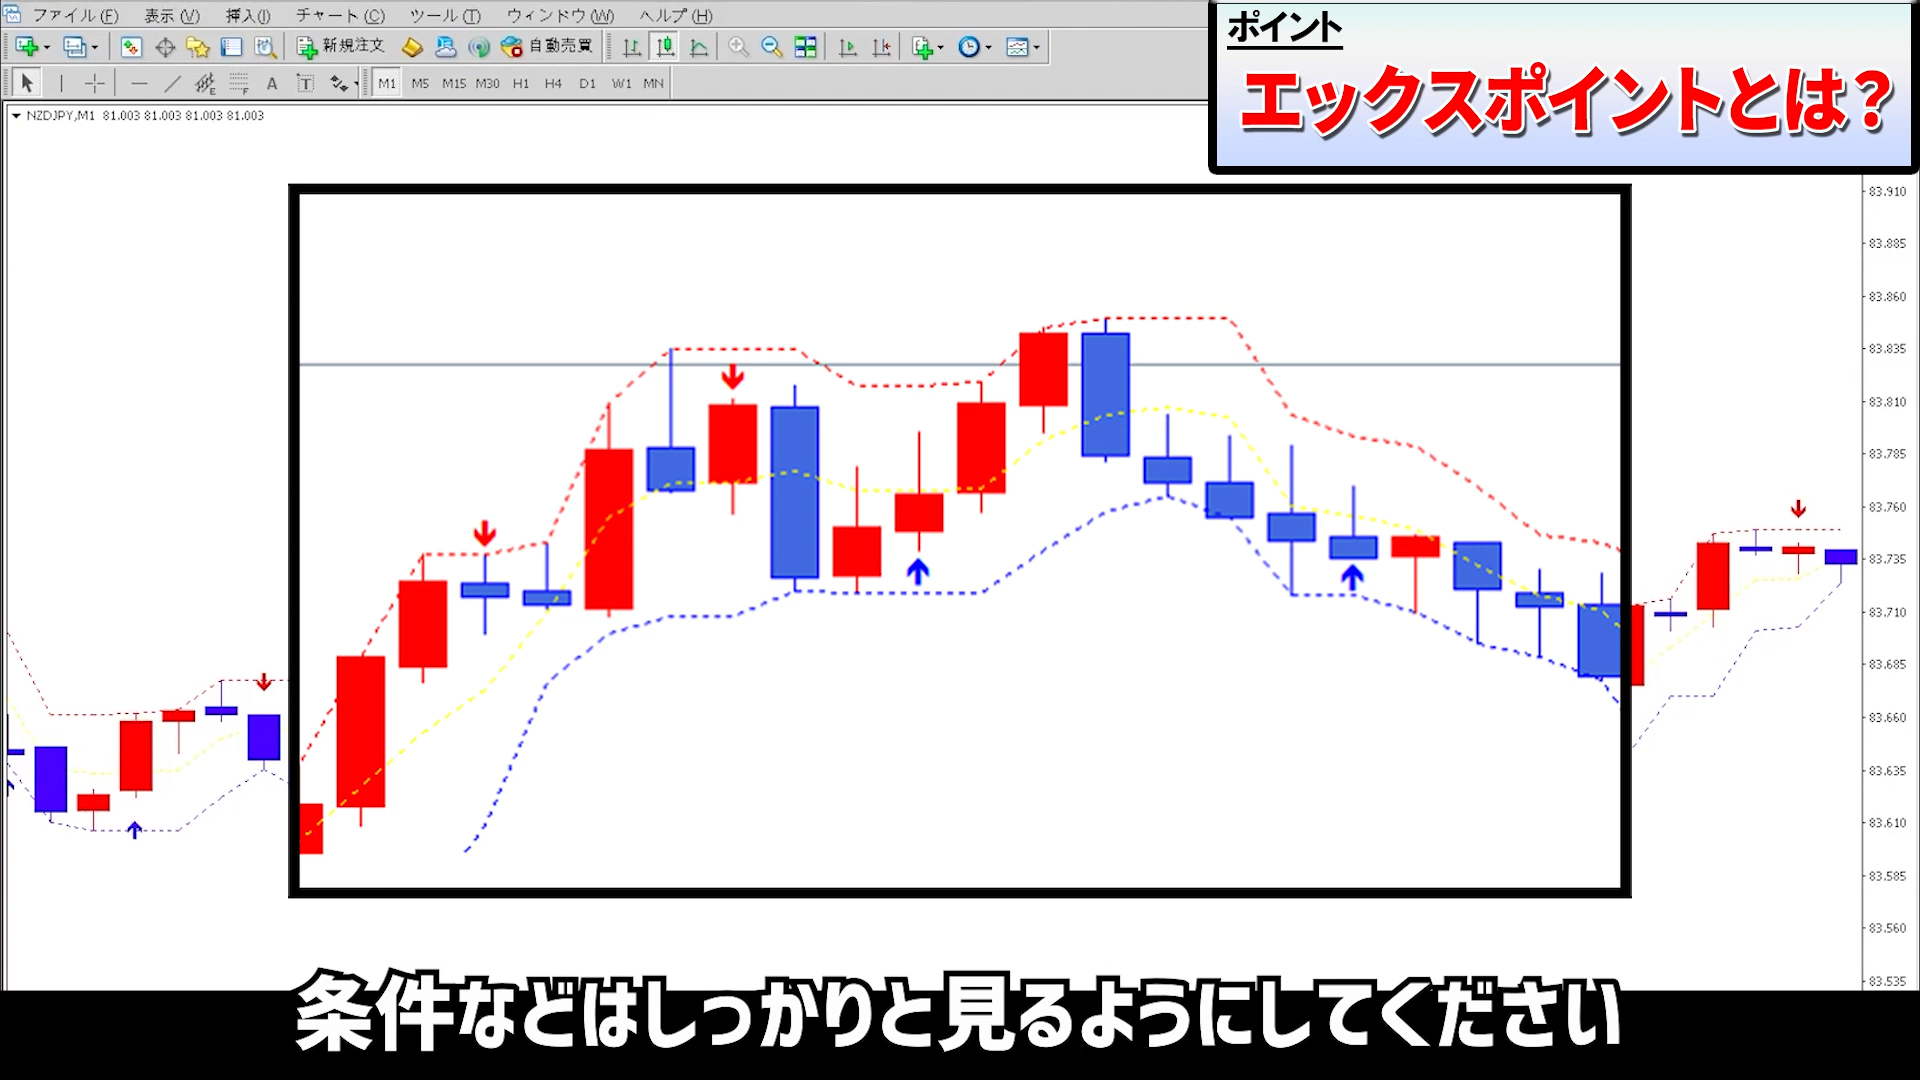 ファイル (F) 表示 (V) 挿入(I) チャート (C) ツール (T) ウィンドウ (W) ヘルプ (H)
新規注文 自動売買
A T M1 M5 M15 M30 H1 H4 D1 W1 MN
NZDJPY,M1 81.003 81.003 81.003 81.003
ポイント
エックスポイントとは？
83.910
83.885
83.860
83.835
83.810
83.785
83.760
83.735
83.710
83.685
83.660
83.635
83.610
83.585
83.560
83.535
条件などはしっかりと見るようにしてください